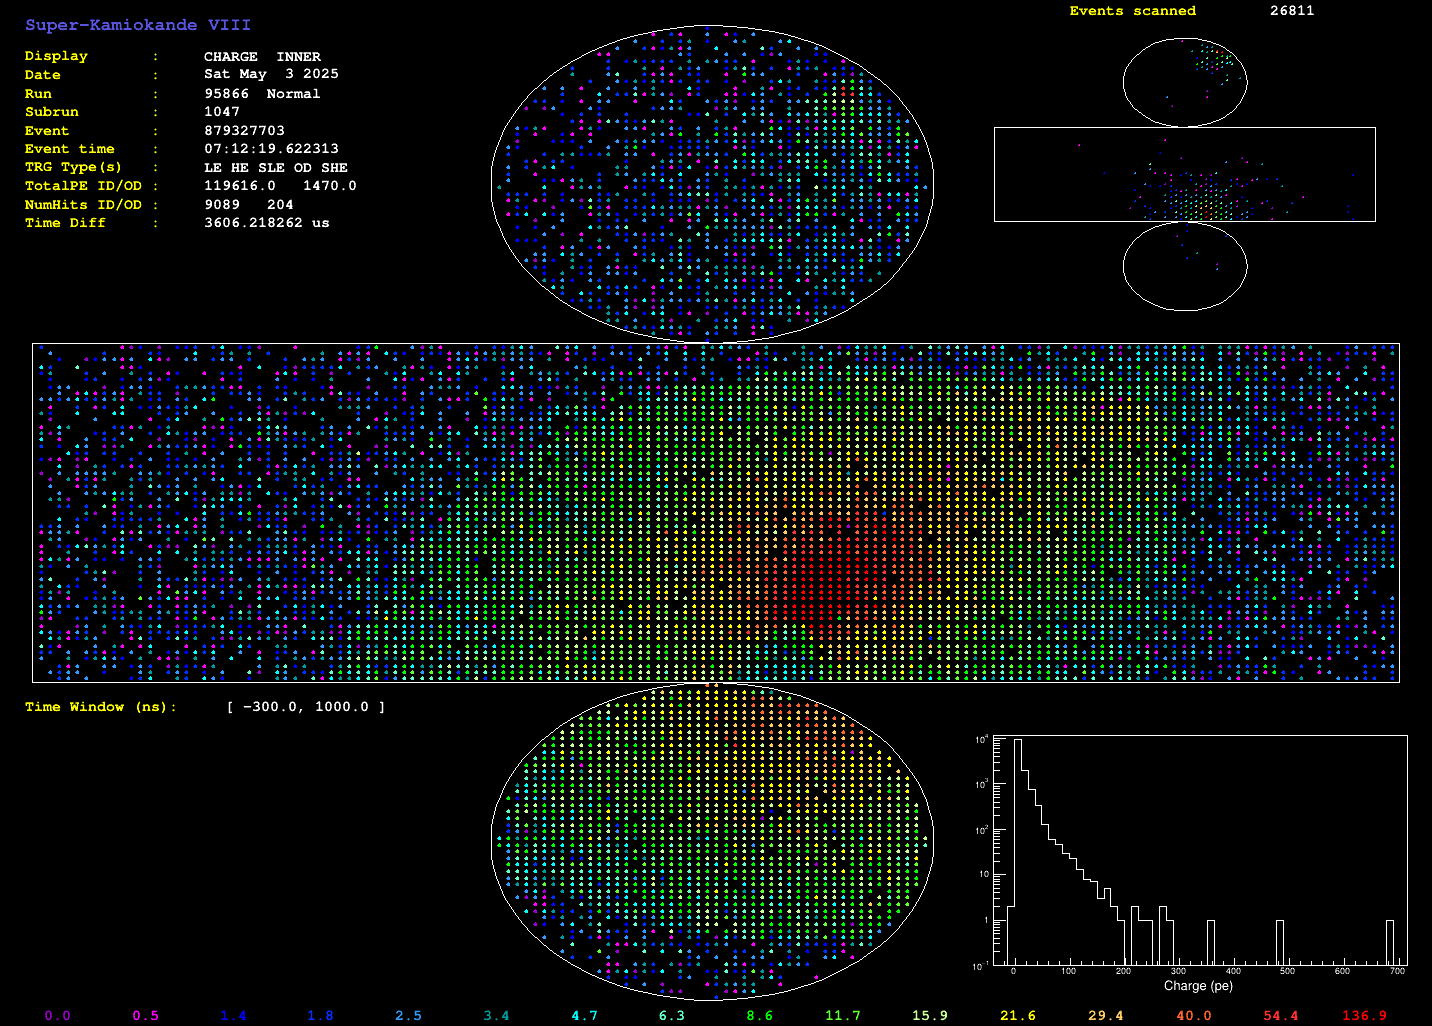 Super-Kamiokande VIII
Events scanned 26811
Display : CHARGE INNER
Date : Sat May 3 2025
Run : 95866 Normal
Subrun : 1047
Event : 879327703
Event time : 07:12:19.622313
TRG Type(s) : LE HE SLE OD SHE
TotalPE ID/OD : 119616.0 1470.0
NumHits ID/OD : 9089 204
Time Diff : 3606.218262 us
Time Window (ns): [ -300.0, 1000.0 ]
10^4
10^3
10^2
10
1
10^-1
0 100 200 300 400 500 600 700
Charge (pe)
0.0 0.5 1.4 1.8 2.5 3.4 4.7 6.3 8.6 11.7 15.9 21.6 29.4 40.0 54.4 136.9